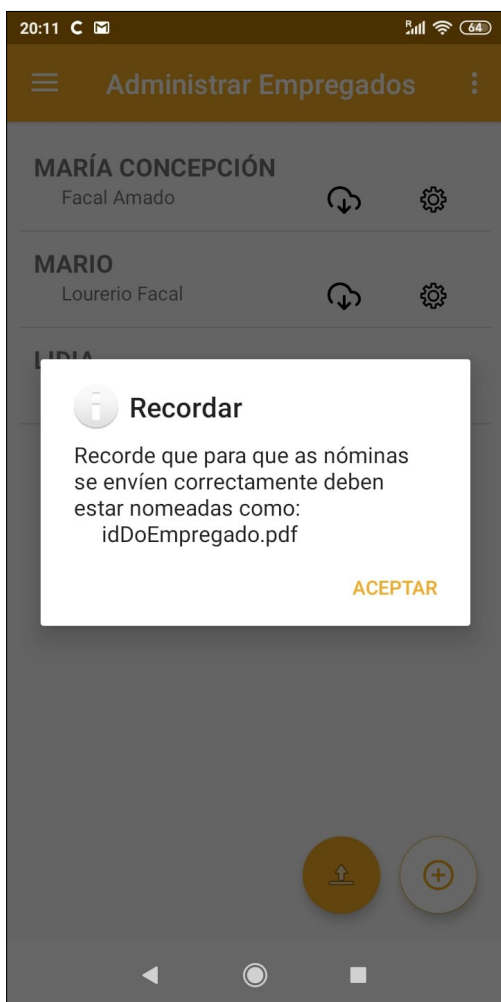 20:11 C
R 64
Administrar Empregados
MARÍA CONCEPCIÓN
Facal Amado
MARIO
Lourerio Facal
LIDIA
Recordar
Recorde que para que as nóminas
se envíen correctamente deben
estar nomeadas como:
idDoEmpregado.pdf
ACEPTAR